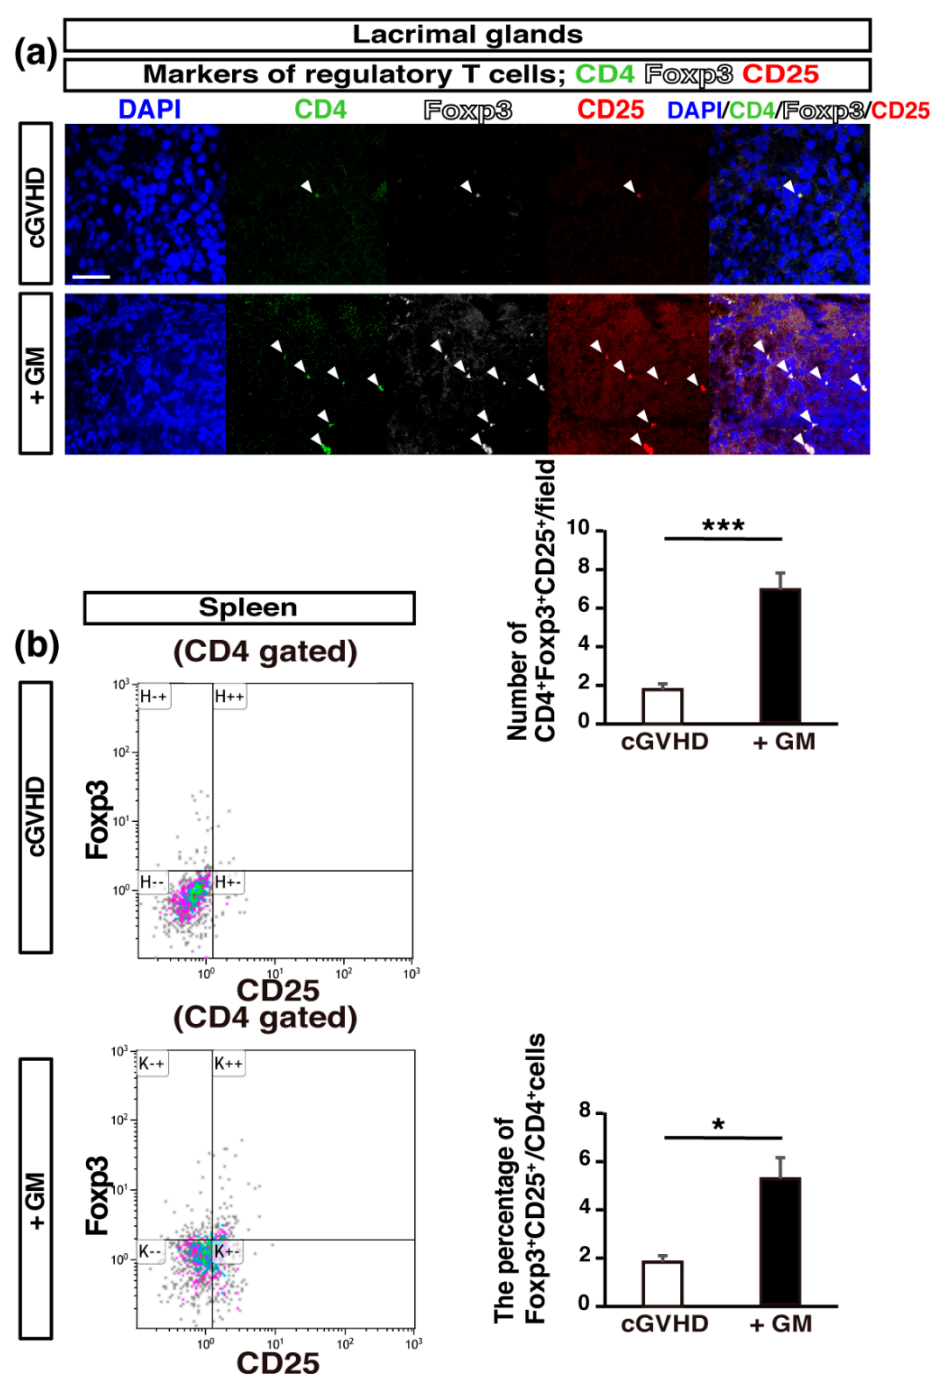 (a)
Lacrimal glands
Markers of regulatory T cells; CD4 Foxp3 CD25
DAPI CD4 Foxp3 CD25 DAPI/CD4/Foxp3/CD25
cGVHD
+ GM
Number of
CD4⁺Foxp3⁺CD25⁺/field
10
8
6
4
2
0
***
cGVHD + GM
(b)
Spleen
(CD4 gated)
cGVHD
Foxp3
10³
10²
10¹
10⁰
H-+ H++
H-- H+-
10⁰ 10¹ 10² 10³
CD25
(CD4 gated)
+ GM
Foxp3
10³
10²
10¹
10⁰
K-+ K++
K-- K+-
10⁰ 10¹ 10² 10³
CD25
The percentage of
Foxp3⁺CD25⁺/CD4⁺cells
8
6
4
2
0
*
cGVHD + GM